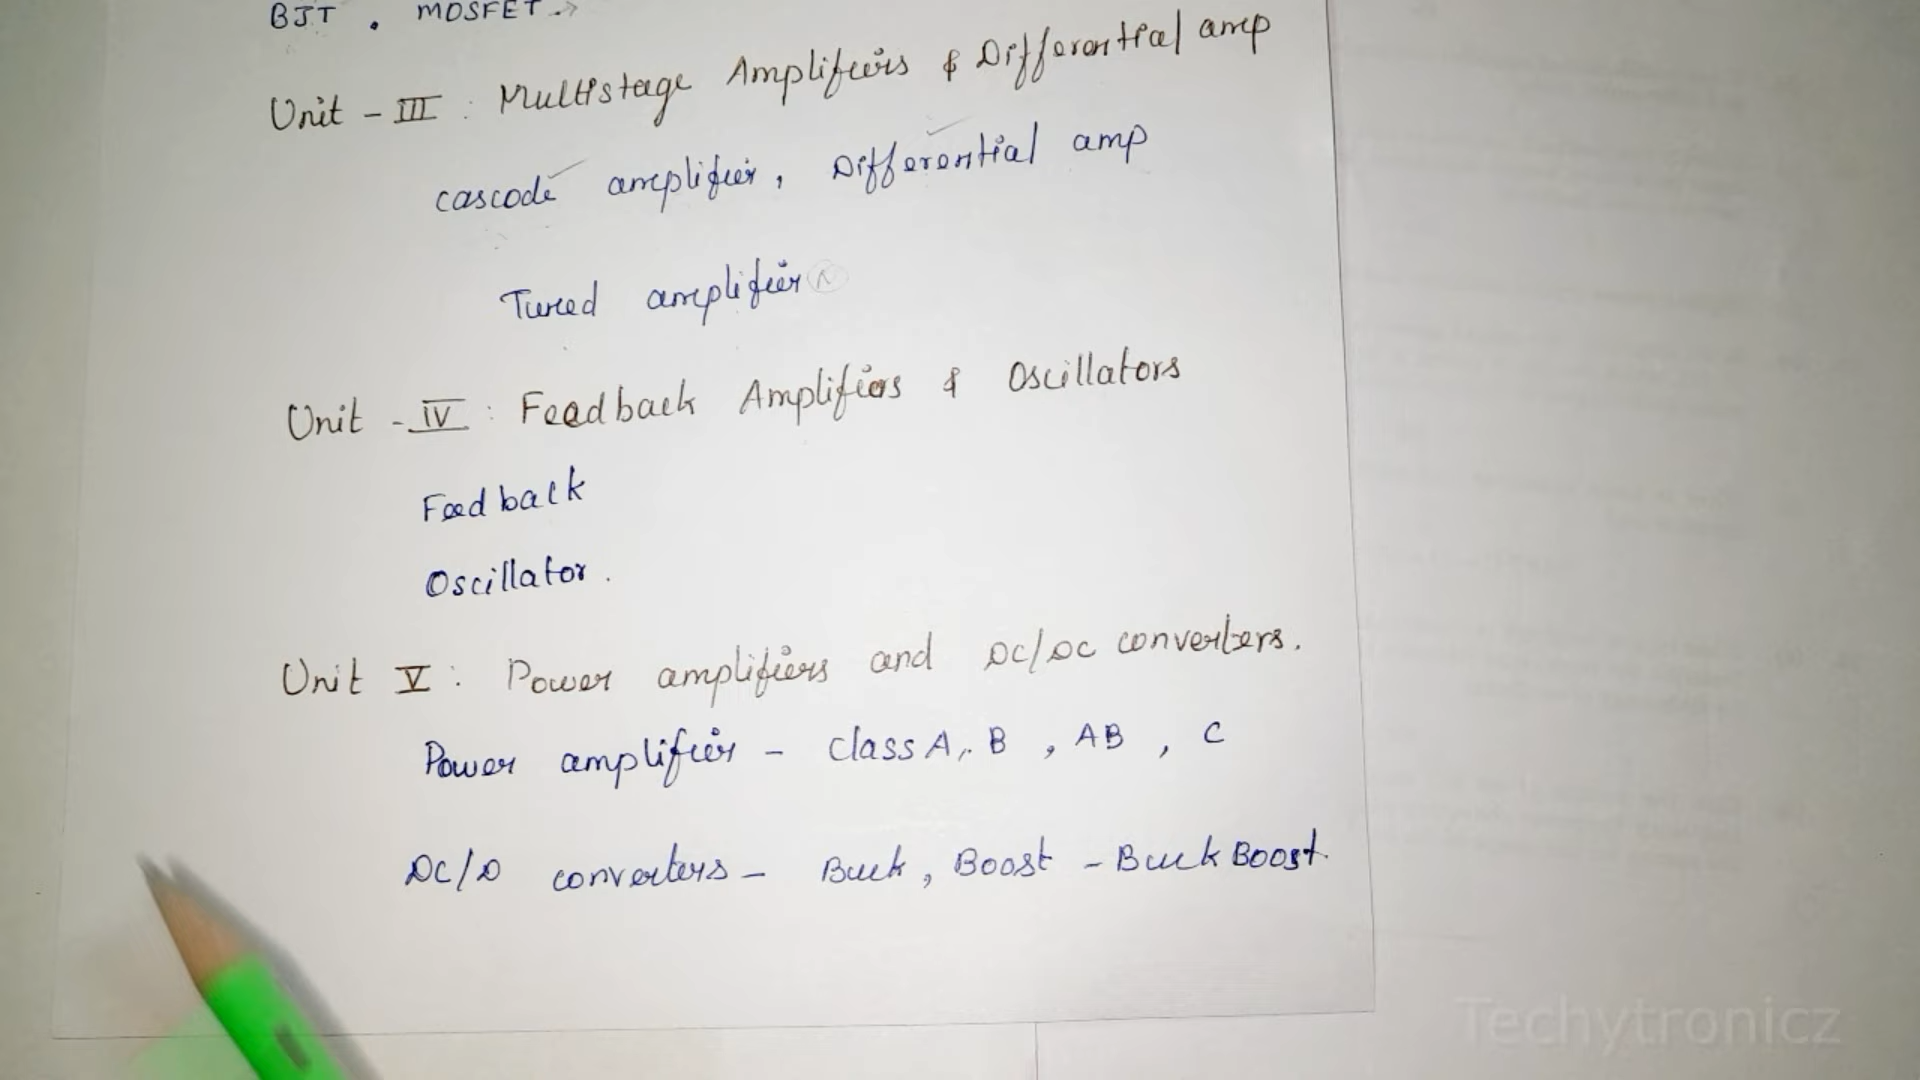 BJT . MOSFET →
Unit - III : Multistage Amplifiers & Differential amp
cascode amplifier, Differential amp
Tuned amplifier
Unit - IV : Feedback Amplifiers & Oscillators
Feedback
Oscillator.
Unit V : Power amplifiers and DC/DC converters.
Power amplifier - Class A, B, AB, C
DC/D converters - Buck, Boost - Buck Boost.
Techytronicz